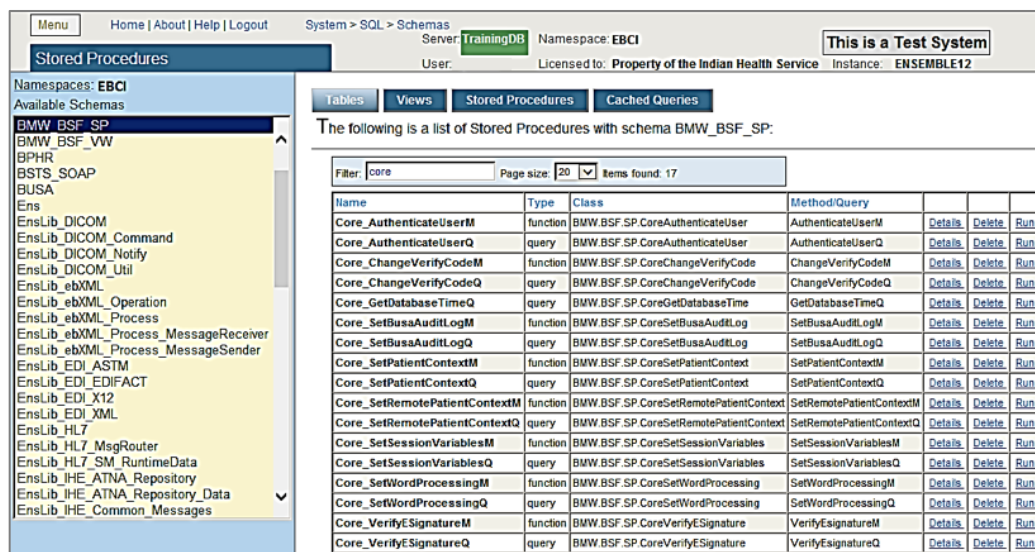 Menu Home | About | Help | Logout System > SQL > Schemas
Server: TrainingDB Namespace: EBCI This is a Test System
Stored Procedures
User: Licensed to: Property of the Indian Health Service Instance: ENSEMBLE12
Namespaces: EBCI
Available Schemas
BMW_BSF_SP
BMW_BSF_VW
BPHR
BSTS_SOAP
BUSA
Ens
EnsLib_DICOM
EnsLib_DICOM_Command
EnsLib_DICOM_Notify
EnsLib_DICOM_Util
EnsLib_ebXML
EnsLib_ebXML_Operation
EnsLib_ebXML_Process
EnsLib_ebXML_Process_MessageReceiver
EnsLib_ebXML_Process_MessageSender
EnsLib_EDI_ASTM
EnsLib_EDI_EDIFACT
EnsLib_EDI_X12
EnsLib_EDI_XML
EnsLib_HL7
EnsLib_HL7_MsgRouter
EnsLib_HL7_SM_RuntimeData
EnsLib_IHE_ATNA_Repository
EnsLib_IHE_ATNA_Repository_Data
EnsLib_IHE_Common_Messages
Tables Views Stored Procedures Cached Queries
The following is a list of Stored Procedures with schema BMW_BSF_SP:
Filter: core Page size: 20 Items found: 17
Name Type Class Method/Query
Core_AuthenticateUserM function BMW.BSF.SP.CoreAuthenticateUser AuthenticateUserM Details Delete Run
Core_AuthenticateUserQ query BMW.BSF.SP.CoreAuthenticateUser AuthenticateUserQ Details Delete Run
Core_ChangeVerifyCodeM function BMW.BSF.SP.CoreChangeVerifyCode ChangeVerifyCodeM Details Delete Run
Core_ChangeVerifyCodeQ query BMW.BSF.SP.CoreChangeVerifyCode ChangeVerifyCodeQ Details Delete Run
Core_GetDatabaseTimeQ query BMW.BSF.SP.CoreGetDatabaseTime GetDatabaseTimeQ Details Delete Run
Core_SetBusaAuditLogM function BMW.BSF.SP.CoreSetBusaAuditLog SetBusaAuditLogM Details Delete Run
Core_SetBusaAuditLogQ query BMW.BSF.SP.CoreSetBusaAuditLog SetBusaAuditLogQ Details Delete Run
Core_SetPatientContextM function BMW.BSF.SP.CoreSetPatientContext SetPatientContextM Details Delete Run
Core_SetPatientContextQ query BMW.BSF.SP.CoreSetPatientContext SetPatientContextQ Details Delete Run
Core_SetRemotePatientContextM function BMW.BSF.SP.CoreSetRemotePatientContext SetRemotePatientContextM Details Delete Run
Core_SetRemotePatientContextQ query BMW.BSF.SP.CoreSetRemotePatientContext SetRemotePatientContextQ Details Delete Run
Core_SetSessionVariablesM function BMW.BSF.SP.CoreSetSessionVariables SetSessionVariablesM Details Delete Run
Core_SetSessionVariablesQ query BMW.BSF.SP.CoreSetSessionVariables SetSessionVariablesQ Details Delete Run
Core_SetWordProcessingM function BMW.BSF.SP.CoreSetWordProcessing SetWordProcessingM Details Delete Run
Core_SetWordProcessingQ query BMW.BSF.SP.CoreSetWordProcessing SetWordProcessingQ Details Delete Run
Core_VerifyESignatureM function BMW.BSF.SP.CoreVerifyESignature VerifyEsignatureM Details Delete Run
Core_VerifyESignatureQ query BMW.BSF.SP.CoreVerifyESignature VerifyEsignatureQ Details Delete Run